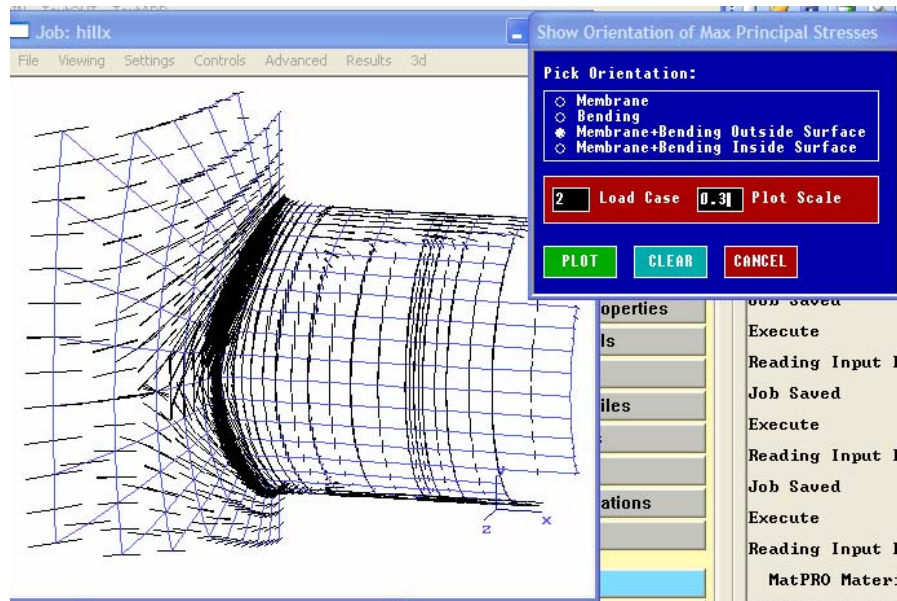 Job: hillx
File Viewing Settings Controls Advanced Results 3d
Show Orientation of Max Principal Stresses
Pick Orientation:
Membrane
Bending
Membrane+Bending Outside Surface
Membrane+Bending Inside Surface
2 Load Case 0.3 Plot Scale
PLOT CLEAR CANCEL
z x
operties
ls
iles
ations
Job Saved
Execute
Reading Input
Job Saved
Execute
Reading Input
Job Saved
Execute
Reading Input
MatPRO Materi